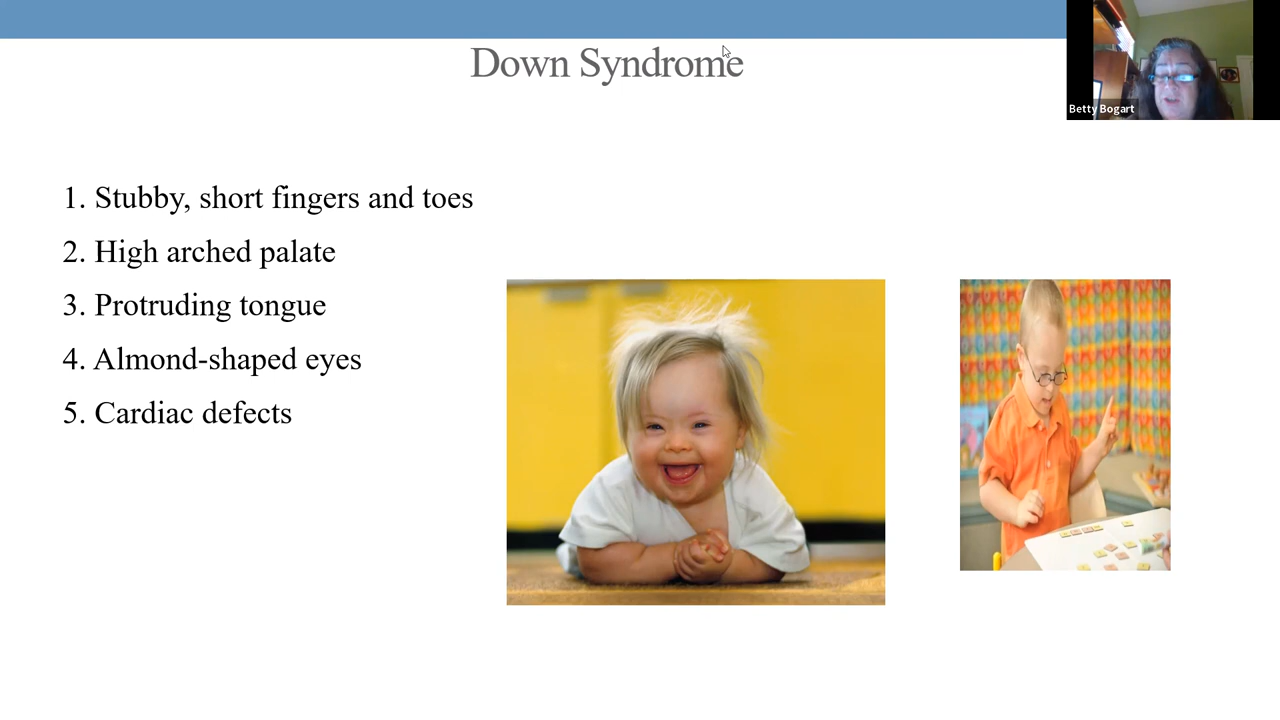 Down Syndrome
Betty Bogart
1. Stubby, short fingers and toes
2. High arched palate
3. Protruding tongue
4. Almond-shaped eyes
5. Cardiac defects